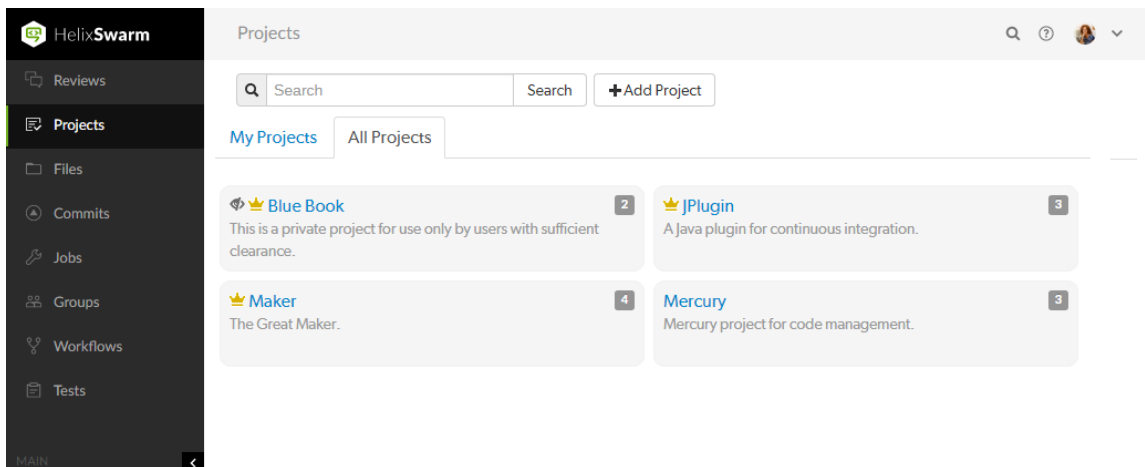 HelixSwarm
Projects
Reviews
Projects
Files
Commits
Jobs
Groups
Workflows
Tests
MAIN
Search
Search
Add Project
My Projects
All Projects
Blue Book
2
This is a private project for use only by users with sufficient
clearance.
JPlugin
3
A Java plugin for continuous integration.
Maker
4
The Great Maker.
Mercury
3
Mercury project for code management.